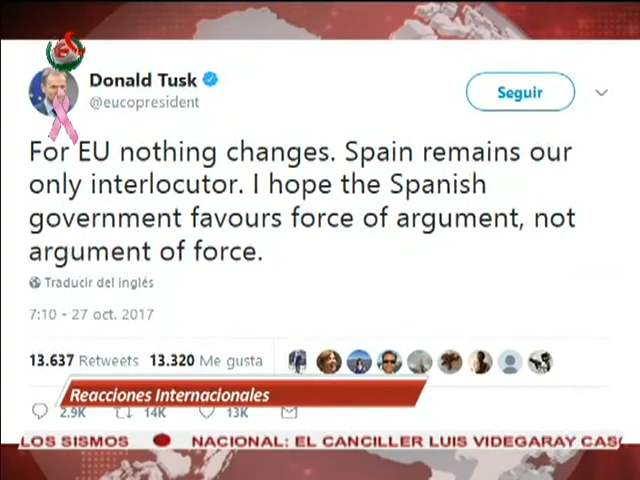 Donald Tusk
@eucopresident
Seguir
For EU nothing changes. Spain remains our
only interlocutor. I hope the Spanish
government favours force of argument, not
argument of force.
Traducir del inglés
7:10 - 27 oct. 2017
13.637 Retweets 13.320 Me gusta
Reacciones Internacionales
2,9K 14K 13K
LOS SISMOS NACIONAL: EL CANCILLER LUIS VIDEGARAY CAS